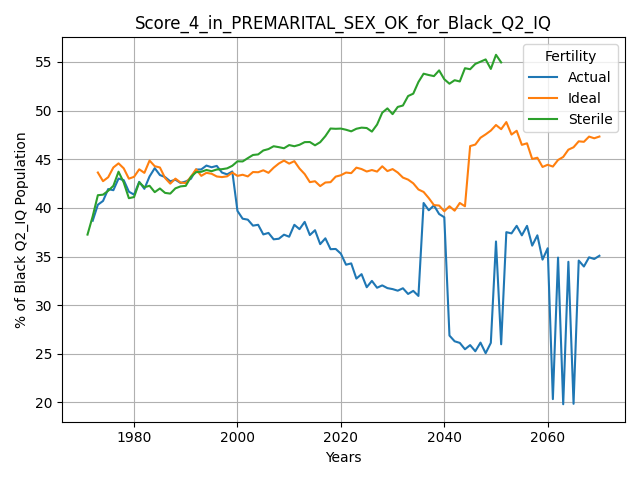 Score_4_in_PREMARITAL_SEX_OK_for_Black_Q2_IQ
% of Black Q2_IQ Population
55
50
45
40
35
30
25
20
Fertility
Actual
Ideal
Sterile
1980 2000 2020 2040 2060
Years